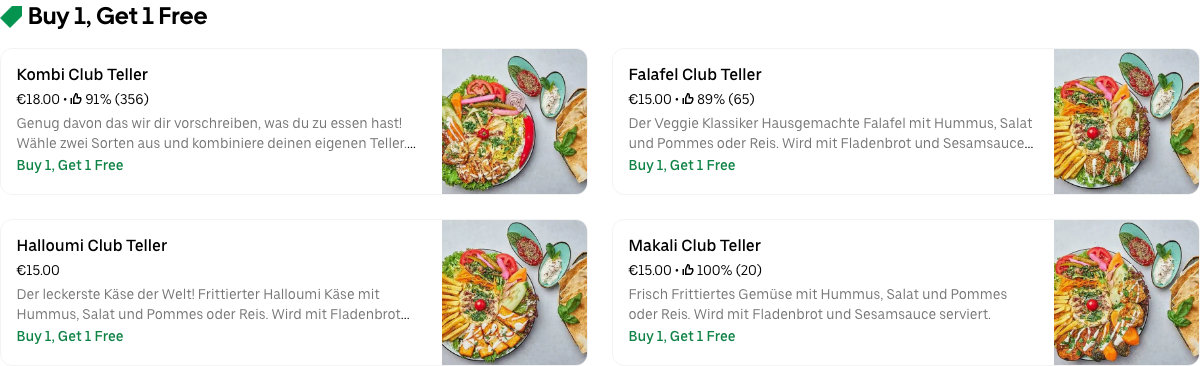 Buy 1, Get 1 Free
Kombi Club Teller
€18.00 • 91% (356)
Genug davon das wir dir vorschreiben, was du zu essen hast!
Wähle zwei Sorten aus und kombiniere deinen eigenen Teller....
Buy 1, Get 1 Free
Falafel Club Teller
€15.00 • 89% (65)
Der Veggie Klassiker Hausgemachte Falafel mit Hummus, Salat
und Pommes oder Reis. Wird mit Fladenbrot und Sesamsauce...
Buy 1, Get 1 Free
Halloumi Club Teller
€15.00
Der leckerste Käse der Welt! Frittierter Halloumi Käse mit
Hummus, Salat und Pommes oder Reis. Wird mit Fladenbrot...
Buy 1, Get 1 Free
Makali Club Teller
€15.00 • 100% (20)
Frisch Frittiertes Gemüse mit Hummus, Salat und Pommes
oder Reis. Wird mit Fladenbrot und Sesamsauce serviert.
Buy 1, Get 1 Free